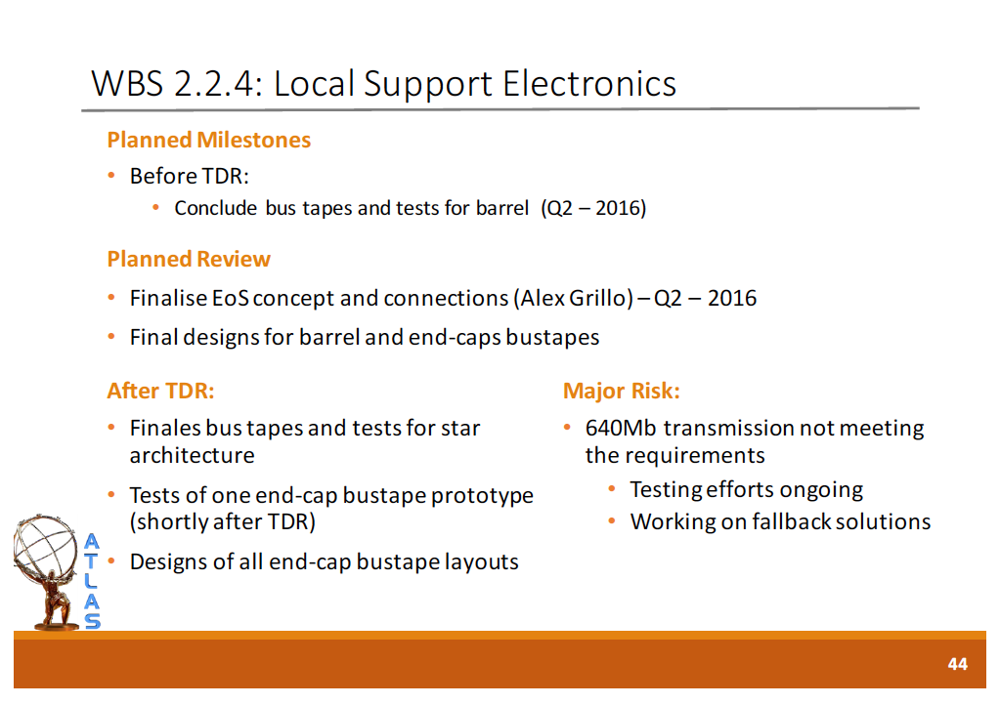 WBS 2.2.4: Local Support Electronics
Planned Milestones
• Before TDR:
• Conclude bus tapes and tests for barrel (Q2 – 2016)
Planned Review
• Finalise EoS concept and connections (Alex Grillo) – Q2 – 2016
• Final designs for barrel and end-caps bustapes
After TDR:
• Finales bus tapes and tests for star
architecture
• Tests of one end-cap bustape prototype
(shortly after TDR)
• Designs of all end-cap bustape layouts
Major Risk:
• 640Mb transmission not meeting
the requirements
• Testing efforts ongoing
• Working on fallback solutions
ATLAS
44